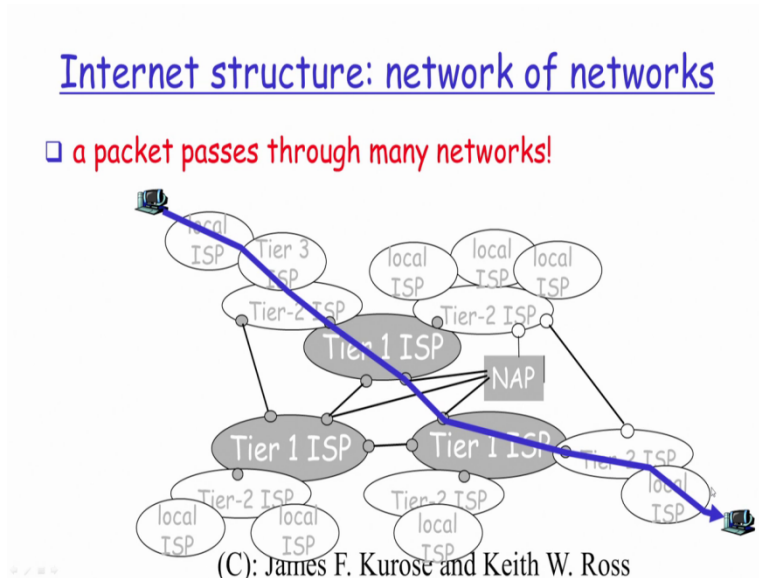 Internet structure: network of networks
a packet passes through many networks!
local
ISP
Tier 3
ISP
local
ISP
local
ISP
local
ISP
Tier-2 ISP
Tier-2 ISP
Tier 1 ISP
NAP
Tier 1 ISP
Tier 1 ISP
Tier-2 ISP
local
ISP
Tier-2 ISP
local
ISP
local
ISP
Tier-2 ISP
local
ISP
(C): James F. Kurose and Keith W. Ross